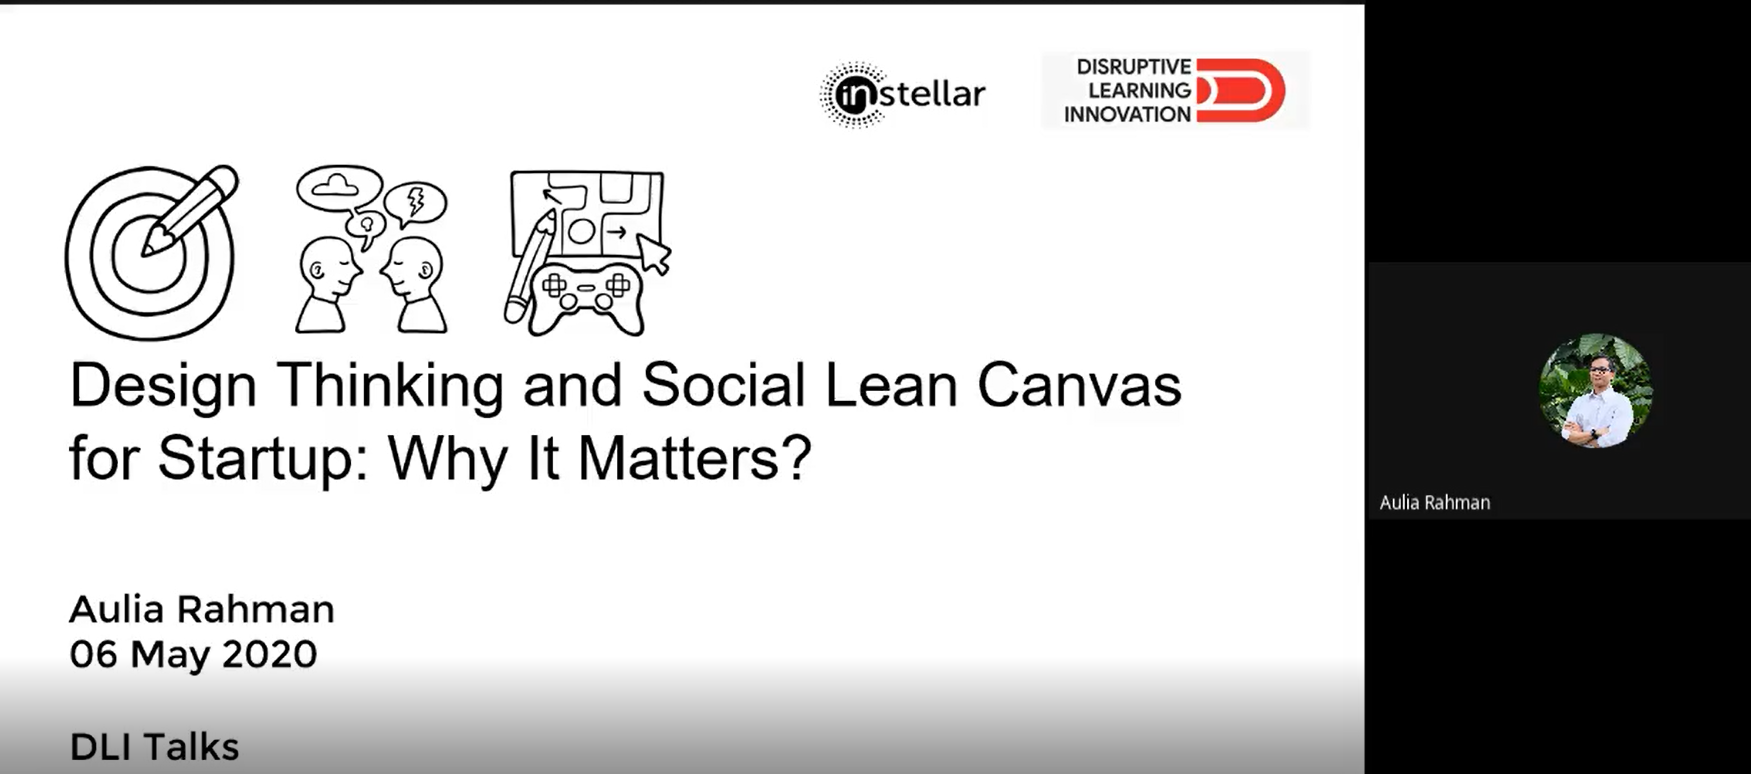 instellar
DISRUPTIVE
LEARNING
INNOVATION
Design Thinking and Social Lean Canvas
for Startup: Why It Matters?
Aulia Rahman
06 May 2020
DLI Talks
Aulia Rahman